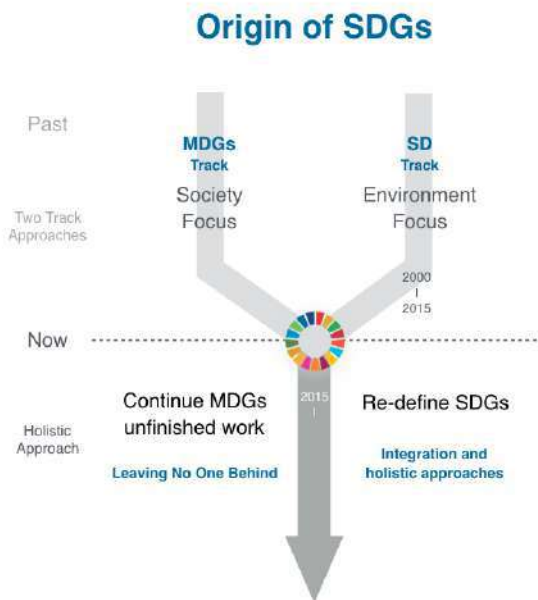 Origin of SDGs
Past
MDGs
Track
SD
Track
Society
Focus
Environment
Focus
Two Track
Approaches
2000
–
2015
Now
2015
–
Continue MDGs
unfinished work
Re-define SDGs
Holistic
Approach
Leaving No One Behind
Integration and
holistic approaches